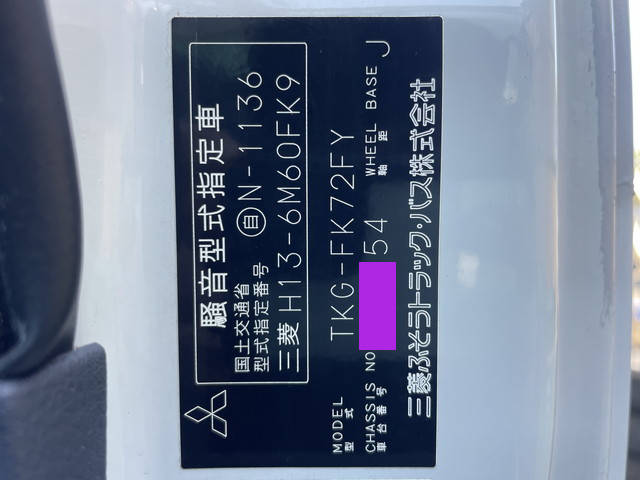 騒音型式指定車
国土交通省
型式指定番号
自N-1136
三菱 H13-6M60FK9
MODEL TKG-FK72FY
型式
CHASSIS NO 54 WHEEL BASE J
車台番号 軸距
三菱ふそうトラック・バス株式会社